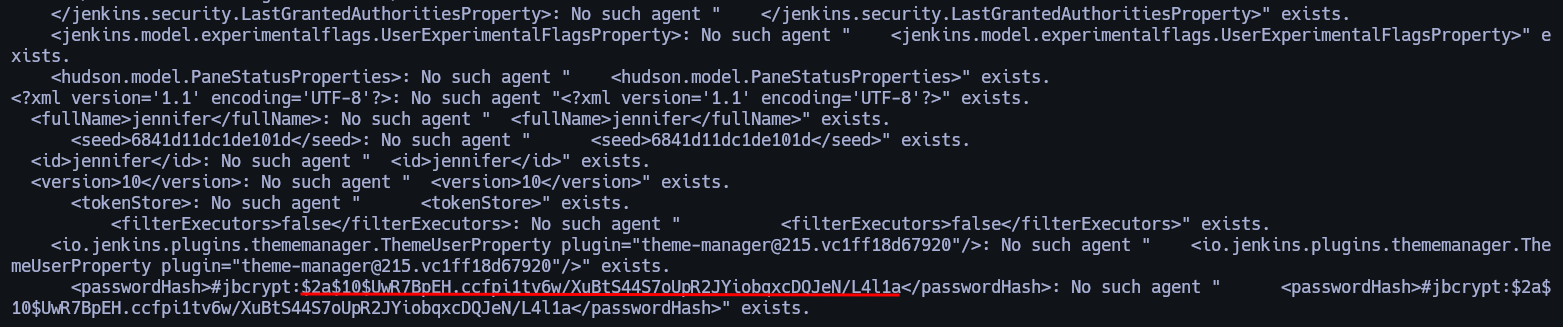 </jenkins.security.LastGrantedAuthoritiesProperty>: No such agent "    </jenkins.security.LastGrantedAuthoritiesProperty>" exists.
<jenkins.model.experimentalflags.UserExperimentalFlagsProperty>: No such agent "    <jenkins.model.experimentalflags.UserExperimentalFlagsProperty>" e
xists.
<hudson.model.PaneStatusProperties>: No such agent "    <hudson.model.PaneStatusProperties>" exists.
<?xml version='1.1' encoding='UTF-8'?>: No such agent "<?xml version='1.1' encoding='UTF-8'?>" exists.
<fullName>jennifer</fullName>: No such agent "  <fullName>jennifer</fullName>" exists.
<seed>6841d11dc1de101d</seed>: No such agent "      <seed>6841d11dc1de101d</seed>" exists.
<id>jennifer</id>: No such agent "  <id>jennifer</id>" exists.
<version>10</version>: No such agent "  <version>10</version>" exists.
<tokenStore>: No such agent "      <tokenStore>" exists.
<filterExecutors>false</filterExecutors>: No such agent "          <filterExecutors>false</filterExecutors>" exists.
<io.jenkins.plugins.thememanager.ThemeUserProperty plugin="theme-manager@215.vc1ff18d67920"/>: No such agent "    <io.jenkins.plugins.thememanager.The
meUserProperty plugin="theme-manager@215.vc1ff18d67920"/>" exists.
<passwordHash>#jbcrypt:$2a$10$UwR7BpEH.ccfpi1tv6w/XuBtS44S7oUpR2JYiobqxcDQJeN/L4l1a</passwordHash>: No such agent "      <passwordHash>#jbcrypt:$2a$
10$UwR7BpEH.ccfpi1tv6w/XuBtS44S7oUpR2JYiobqxcDQJeN/L4l1a</passwordHash>" exists.